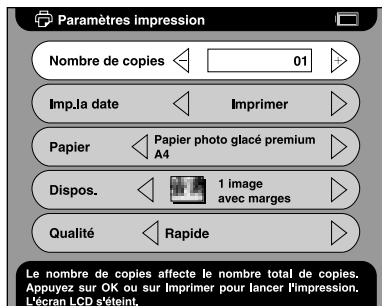 Paramètres impression
Nombre de copies - 01 +
Imp.la date Imprimer
Papier Papier photo glacé premium
A4
Dispos. 1 image
avec marges
Qualité Rapide
Le nombre de copies affecte le nombre total de copies.
Appuyez sur OK ou sur Imprimer pour lancer l'impression.
L'écran LCD s'éteint.